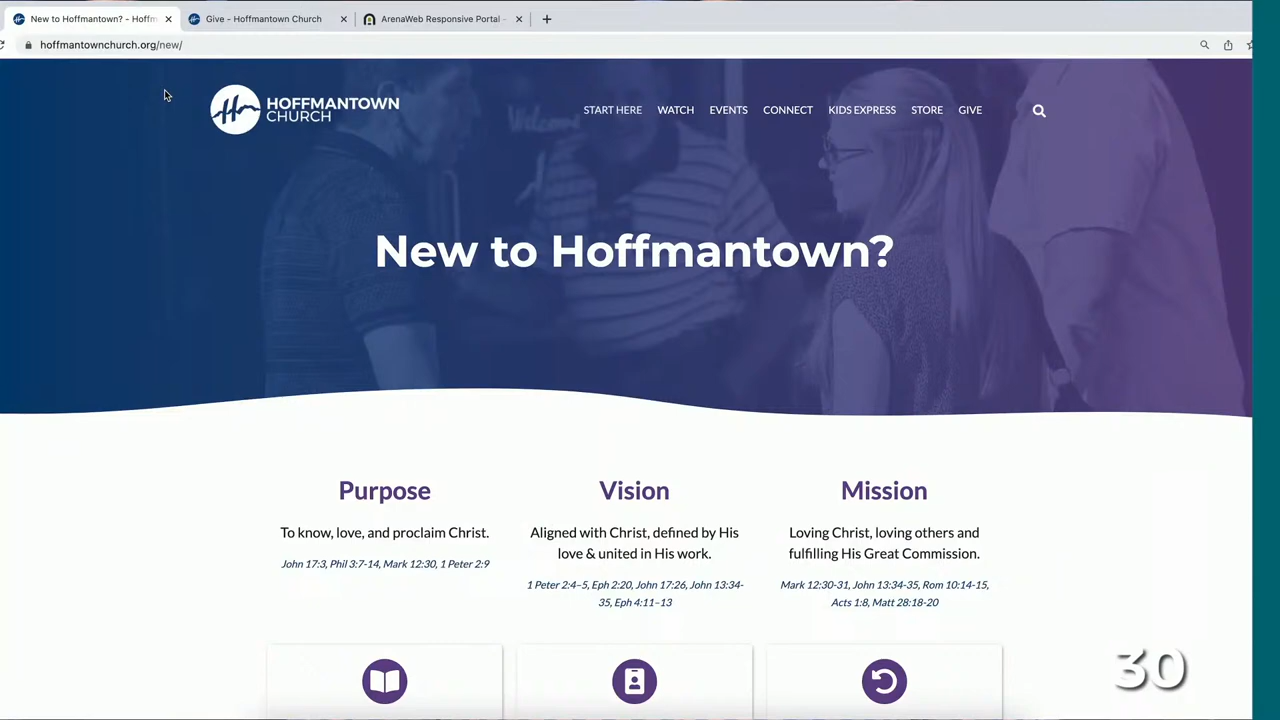 New to Hoffmantown? - Hoffm
Give - Hoffmantown Church
ArenaWeb Responsive Portal -
hoffmantownchurch.org/new/
HOFFMANTOWN
CHURCH
START HERE WATCH EVENTS CONNECT KIDS EXPRESS STORE GIVE
Welcome
New to Hoffmantown?
Purpose
To know, love, and proclaim Christ.
John 17:3, Phil 3:7-14, Mark 12:30, 1 Peter 2:9
Vision
Aligned with Christ, defined by His
love & united in His work.
1 Peter 2:4–5, Eph 2:20, John 17:26, John 13:34-
35, Eph 4:11–13
Mission
Loving Christ, loving others and
fulfilling His Great Commission.
Mark 12:30-31, John 13:34-35, Rom 10:14-15,
Acts 1:8, Matt 28:18-20
30